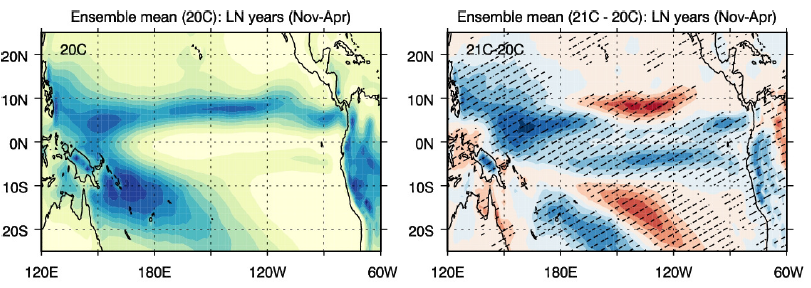 Ensemble mean (20C): LN years (Nov-Apr)
20C
20N
10N
0N
10S
20S
120E 180E 120W 60W
Ensemble mean (21C - 20C): LN years (Nov-Apr)
21C-20C
20N
10N
0N
10S
20S
120E 180E 120W 60W